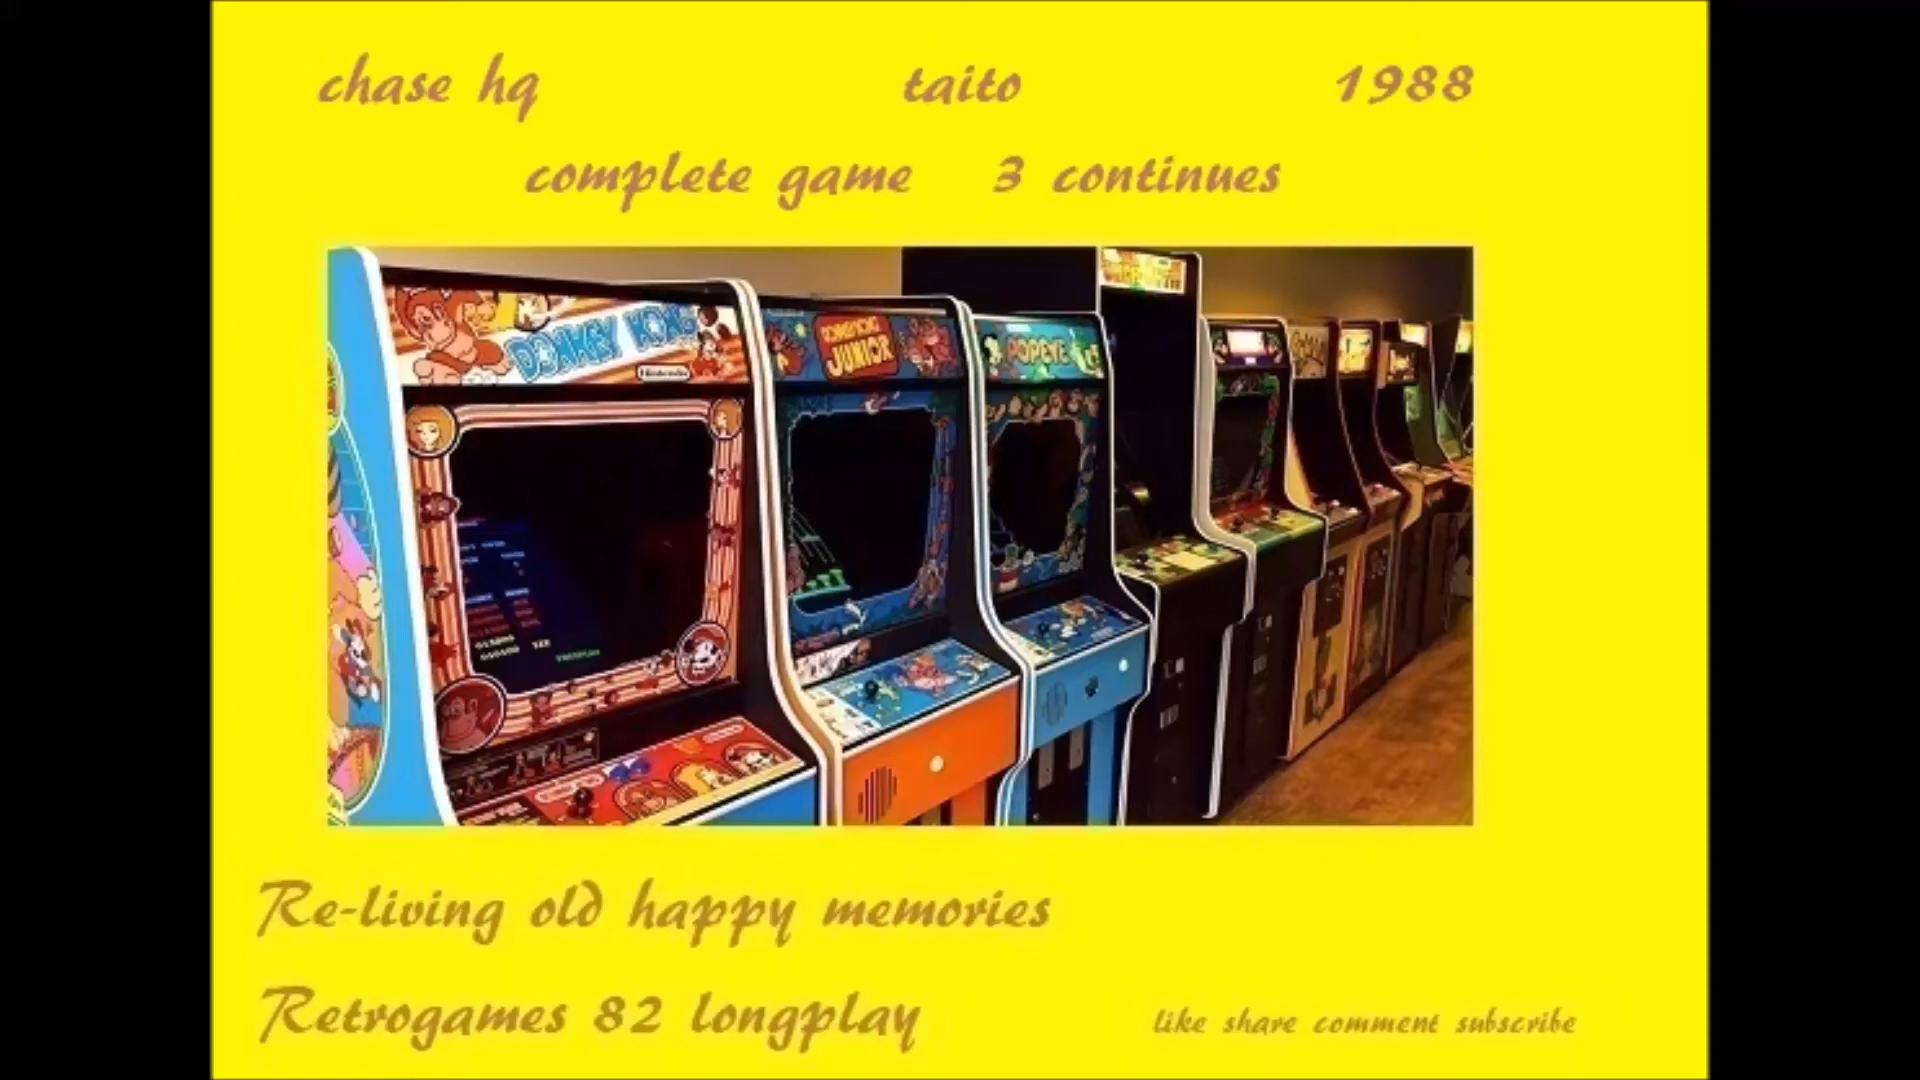 chase hq taito 1988
complete game 3 continues
DONKEY KONG
Nintendo
DONKEY KONG
JUNIOR
POPEYE
Re-living old happy memories
Retrogames 82 longplay
like share comment subscribe